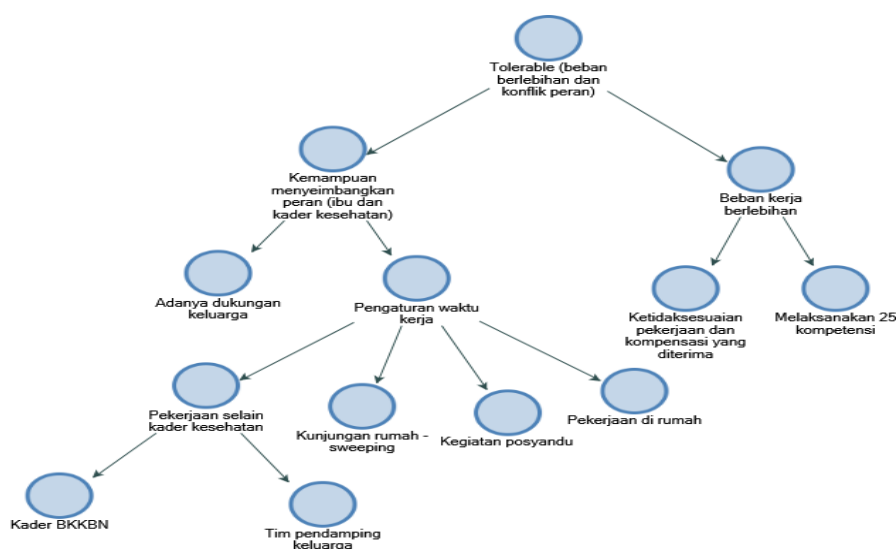 Tolerable (beban
berlebihan dan
konflik peran)
Kemampuan
menyeimbangkan
peran (ibu dan
kader kesehatan)
Beban kerja
berlebihan
Adanya dukungan
keluarga
Pengaturan waktu
kerja
Ketidaksesuaian
pekerjaan dan
kompensasi yang
diterima
Melaksanakan 25
kompetensi
Pekerjaan selain
kader kesehatan
Kunjungan rumah -
sweeping
Kegiatan posyandu
Pekerjaan di rumah
Kader BKKBN
Tim pendamping
keluarga